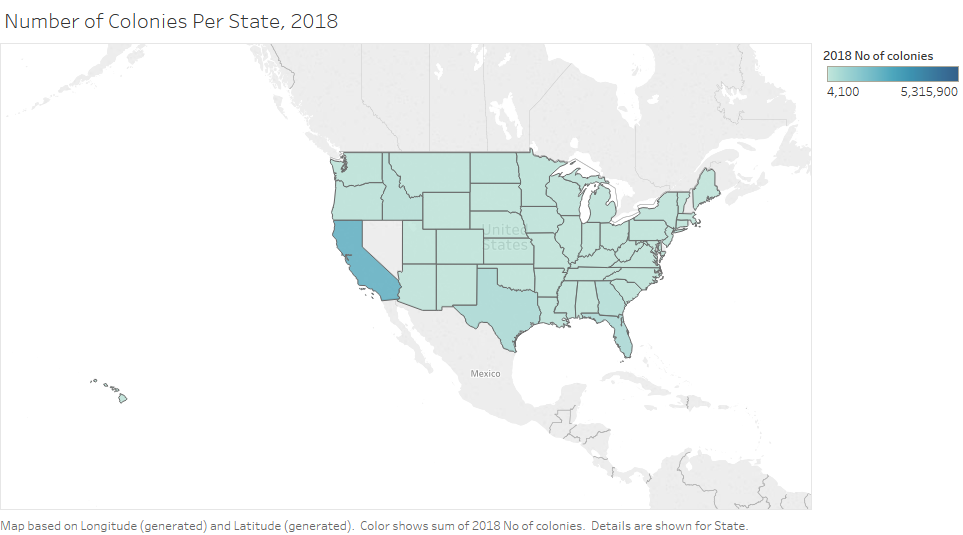 Number of Colonies Per State, 2018
2018 No of colonies
4,100 5,315,900
United
States
Mexico
Map based on Longitude (generated) and Latitude (generated). Color shows sum of 2018 No of colonies. Details are shown for State.